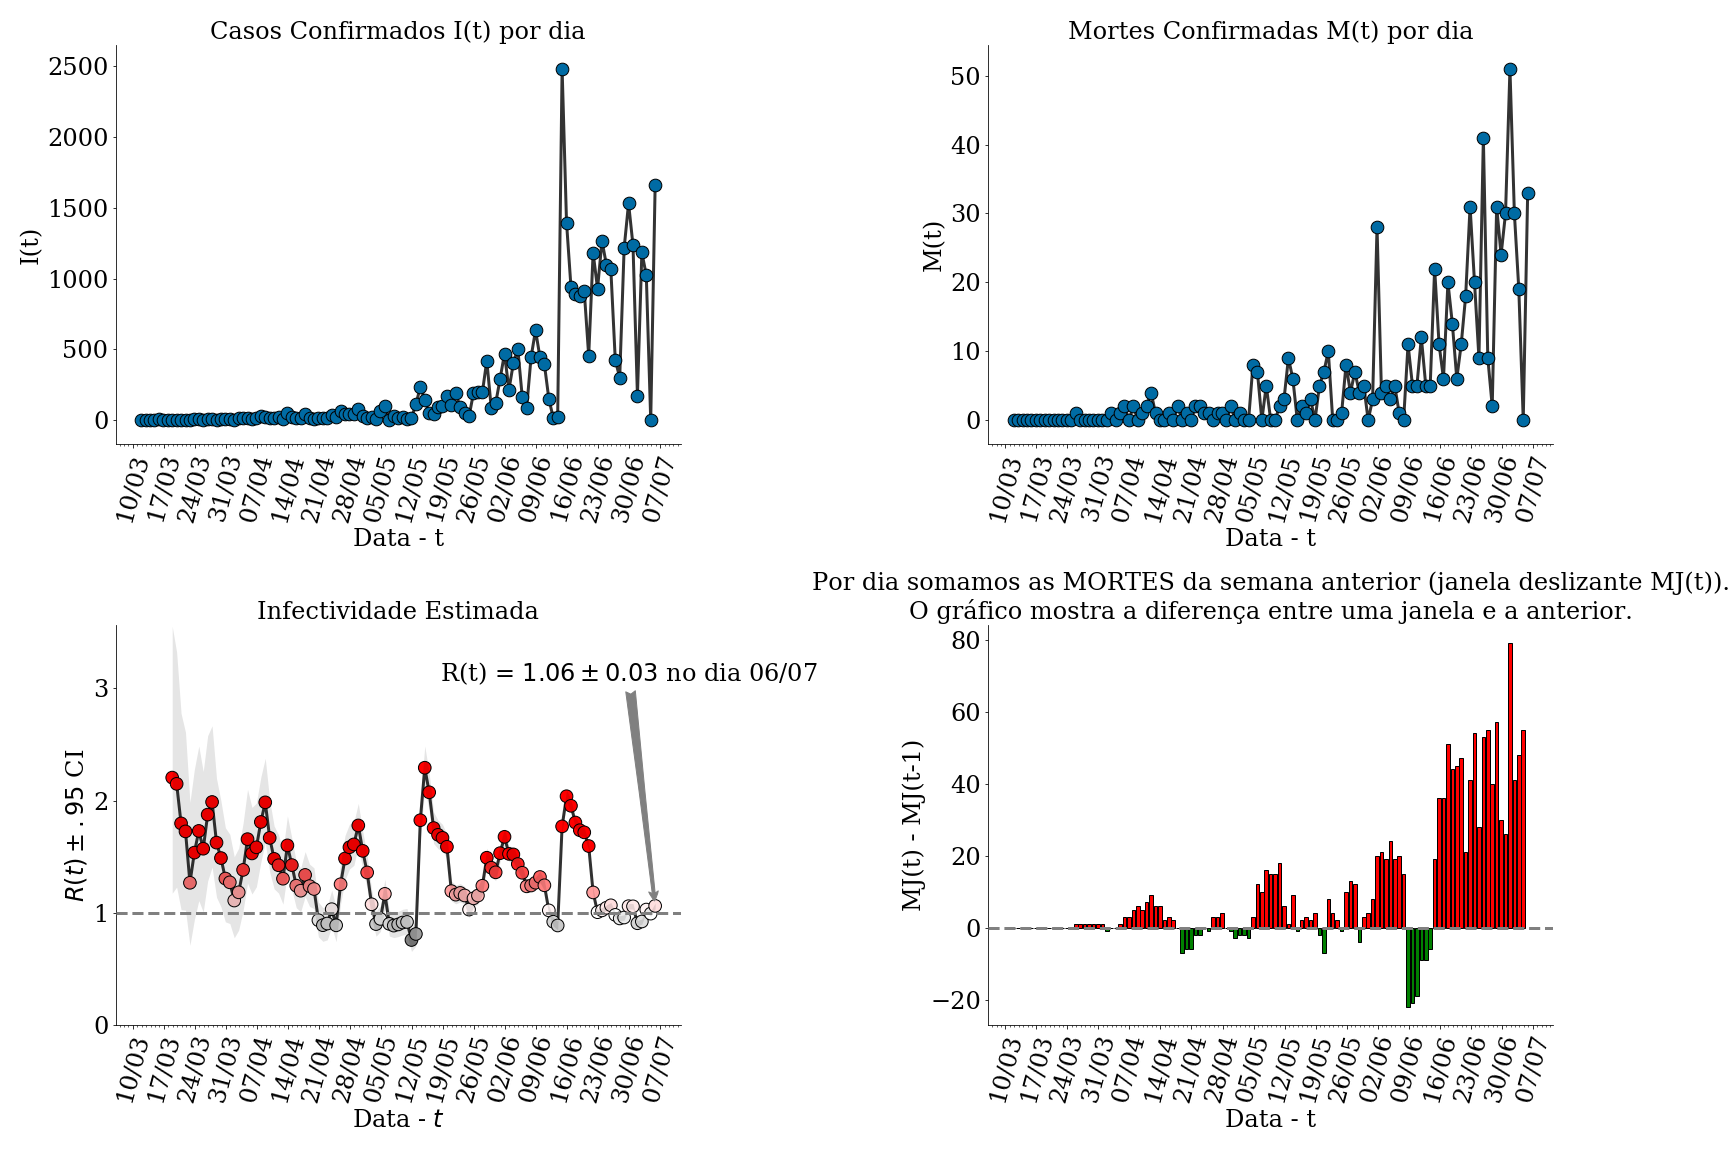 Casos Confirmados I(t) por dia
I(t)
2500
2000
1500
1000
500
0
10/03 17/03 24/03 31/03 07/04 14/04 21/04 28/04 05/05 12/05 19/05 26/05 02/06 09/06 16/06 23/06 30/06 07/07
Data - t
Mortes Confirmadas M(t) por dia
M(t)
50
40
30
20
10
0
10/03 17/03 24/03 31/03 07/04 14/04 21/04 28/04 05/05 12/05 19/05 26/05 02/06 09/06 16/06 23/06 30/06 07/07
Data - t
Infectividade Estimada
R(t) = 1.06 ± 0.03 no dia 06/07
R(t) ± .95 CI
3
2
1
0
10/03 17/03 24/03 31/03 07/04 14/04 21/04 28/04 05/05 12/05 19/05 26/05 02/06 09/06 16/06 23/06 30/06 07/07
Data - t
Por dia somamos as MORTES da semana anterior (janela deslizante MJ(t)).
O gráfico mostra a diferença entre uma janela e a anterior.
MJ(t) - MJ(t-1)
80
60
40
20
0
−20
10/03 17/03 24/03 31/03 07/04 14/04 21/04 28/04 05/05 12/05 19/05 26/05 02/06 09/06 16/06 23/06 30/06 07/07
Data - t